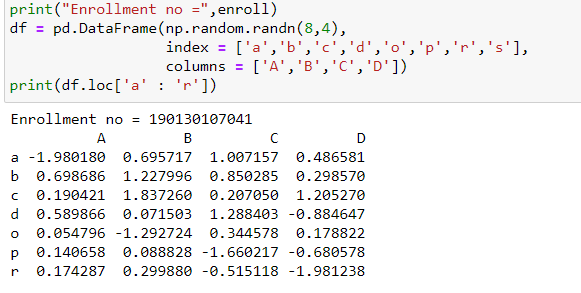 print("Enrollment no =",enroll)
df = pd.DataFrame(np.random.randn(8,4),
index = ['a','b','c','d','o','p','r','s'],
columns = ['A','B','C','D'])
print(df.loc['a' : 'r'])
Enrollment no = 190130107041
A B C D
a -1.980180 0.695717 1.007157 0.486581
b 0.698686 1.227996 0.850285 0.298570
c 0.190421 1.837260 0.207050 1.205270
d 0.589866 0.071503 1.288403 -0.884647
o 0.054796 -1.292724 0.344578 0.178822
p 0.140658 0.088828 -1.660217 -0.680578
r 0.174287 0.299880 -0.515118 -1.981238